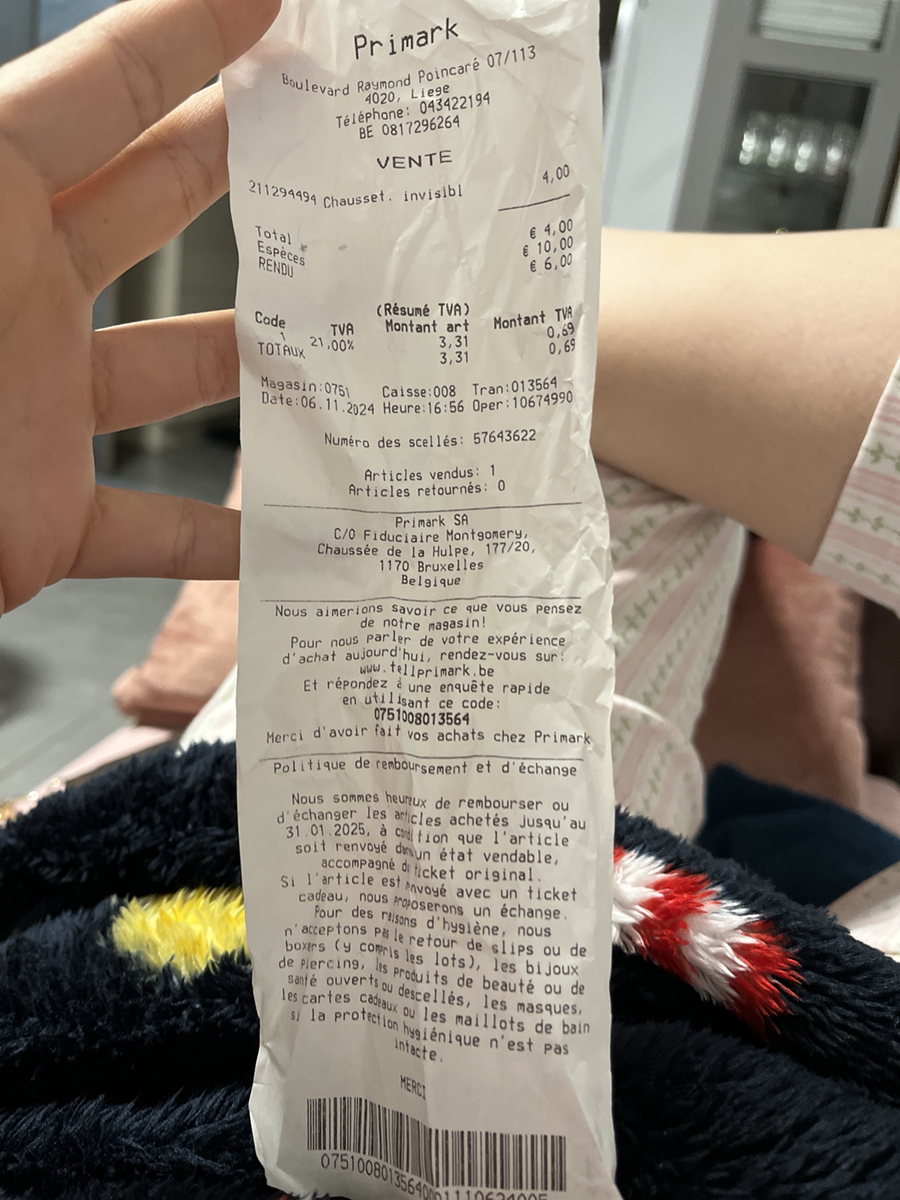 Primark
Boulevard Raymond Poincaré 07/113
4020, Liege
Téléphone: 043422194
BE 0817296264
VENTE
211294494 Chausset. invisibl 4,00
Total € 4,00
Espèces € 10,00
RENDU € 6,00
(Résumé TVA)
Code TVA Montant art Montant TVA
1 21,00% 3,31 0,69
TOTAUX 3,31 0,69
Magasin:0751 Caisse:008 Tran:013564
Date:06.11.2024 Heure:16:56 Oper:10674990
Numéro des scellés: 57643622
Articles vendus: 1
Articles retournés: 0
Primark SA
C/O Fiduciaire Montgomery,
Chaussée de la Hulpe, 177/20,
1170 Bruxelles
Belgique
Nous aimerions savoir ce que vous pensez
de notre magasin!
Pour nous parler de votre expérience
d'achat aujourd'hui, rendez-vous sur:
www.tellprimark.be
Et répondez à une enquête rapide
en utilisant ce code:
0751008013564
Merci d'avoir fait vos achats chez Primark
Politique de remboursement et d'échange
Nous sommes heureux de rembourser ou
d'échanger les articles achetés jusqu'au
31.01.2025, à condition que l'article
soit renvoyé dans un état vendable,
accompagné du ticket original.
Si l'article est envoyé avec un ticket
cadeau, nous proposerons un échange.
Pour des raisons d'hygiène, nous
n'acceptons pas le retour de slips ou de
boxers (y compris les lots), les bijoux
de piercing, les produits de beauté ou de
santé ouverts ou descellés, les masques,
les cartes cadeaux ou les maillots de bain
si la protection hygiénique n'est pas
intacte.
MERCI